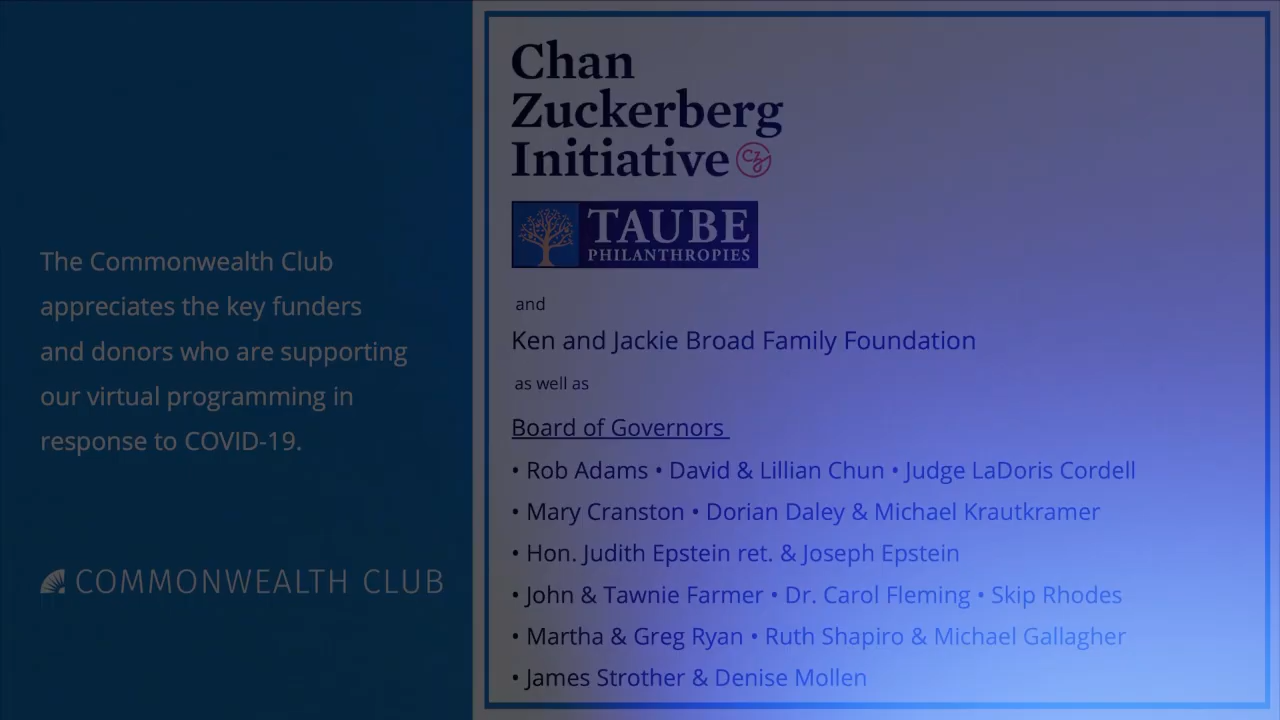 The Commonwealth Club
appreciates the key funders
and donors who are supporting
our virtual programming in
response to COVID-19.
COMMONWEALTH CLUB
Chan
Zuckerberg
Initiative CZI
TAUBE
PHILANTHROPIES
and
Ken and Jackie Broad Family Foundation
as well as
Board of Governors
• Rob Adams • David & Lillian Chun • Judge LaDoris Cordell
• Mary Cranston • Dorian Daley & Michael Krautkramer
• Hon. Judith Epstein ret. & Joseph Epstein
• John & Tawnie Farmer • Dr. Carol Fleming • Skip Rhodes
• Martha & Greg Ryan • Ruth Shapiro & Michael Gallagher
• James Strother & Denise Mollen